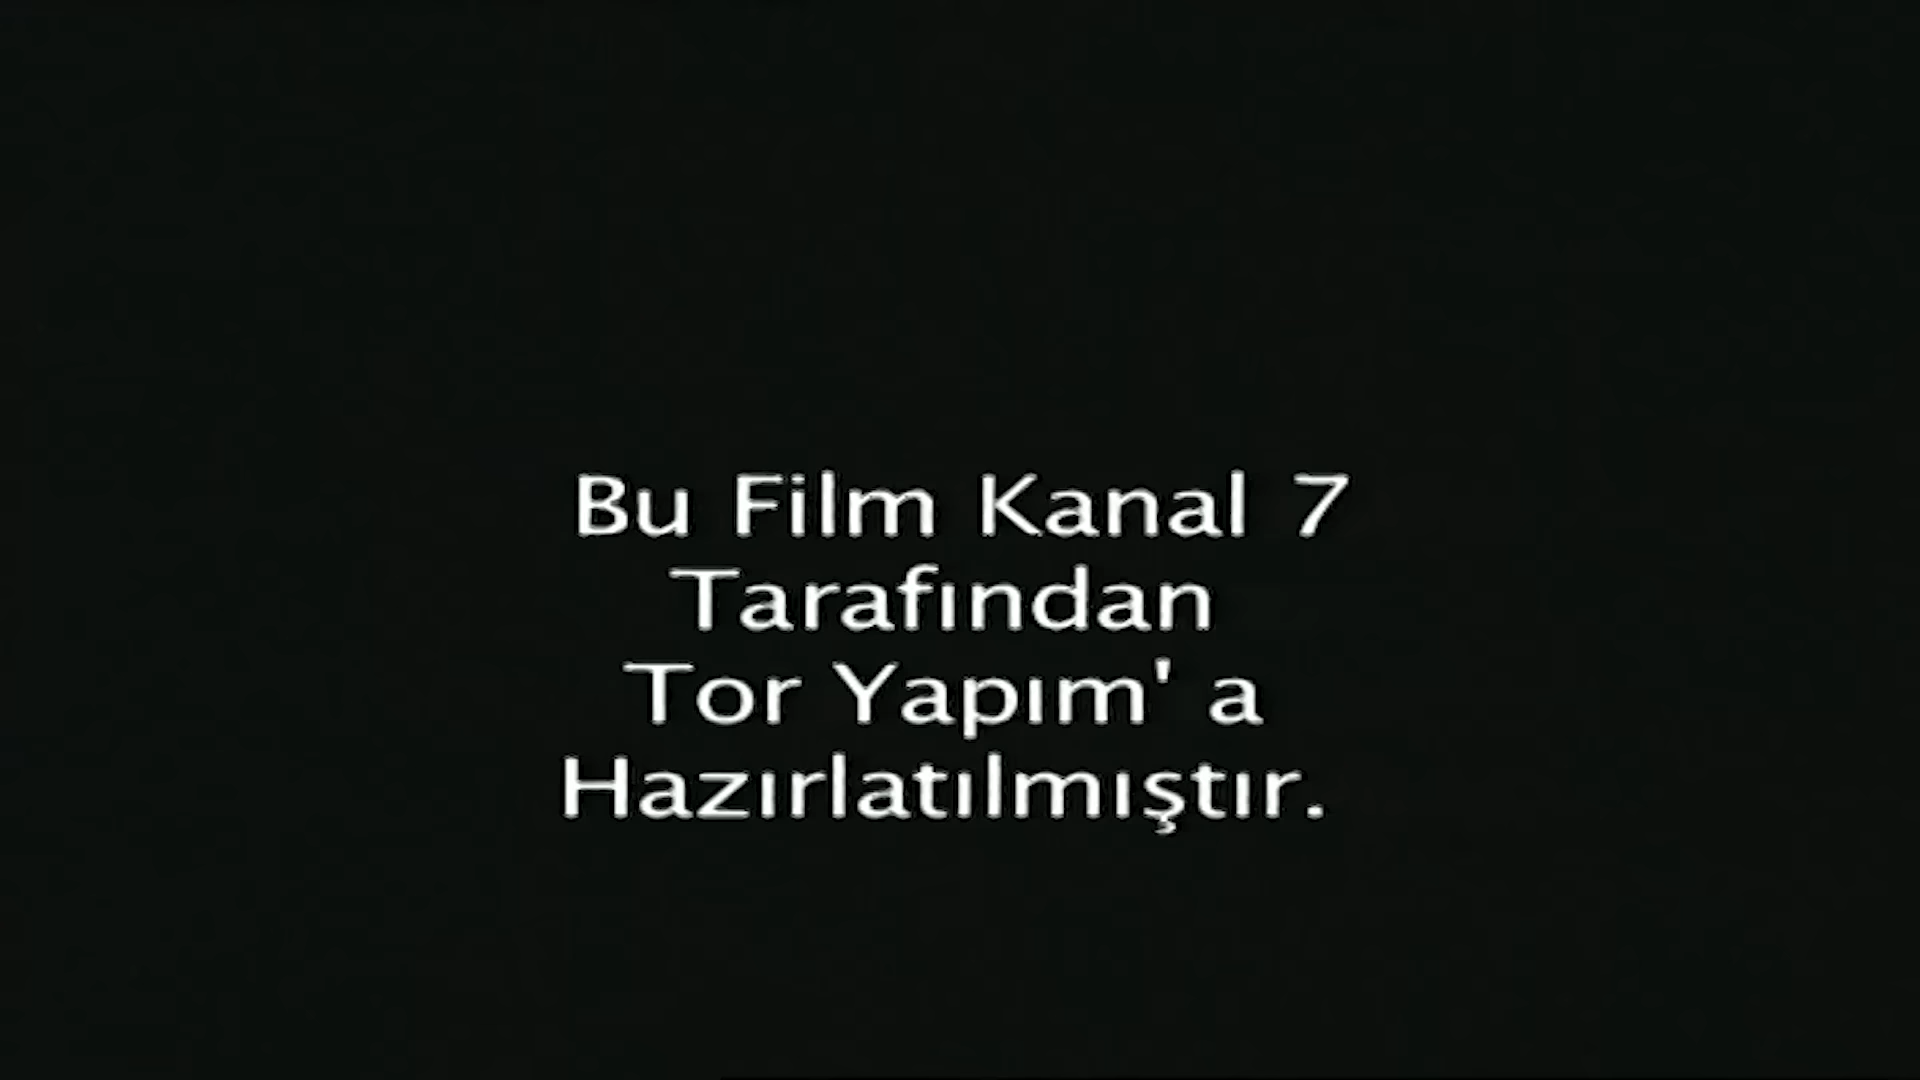 Bu Film Kanal 7
Tarafından
Tor Yapım' a
Hazırlatılmıştır.